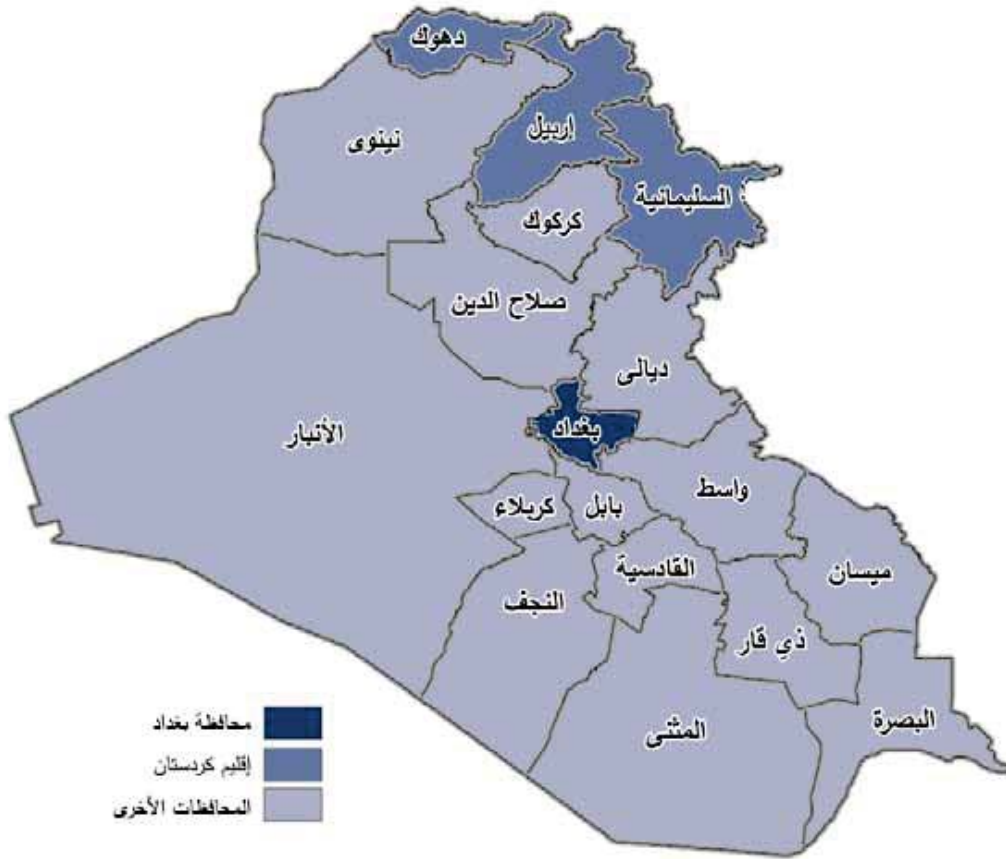 دهوك
إربيل
نينوى
السليمانية
كركوك
صلاح الدين
ديالى
بغداد
الأنبار
واسط
كربلاء
بابل
القادسية
ميسان
النجف
ذي قار
البصرة
المثنى
محافظة بغداد
إقليم كردستان
المحافظات الأخرى